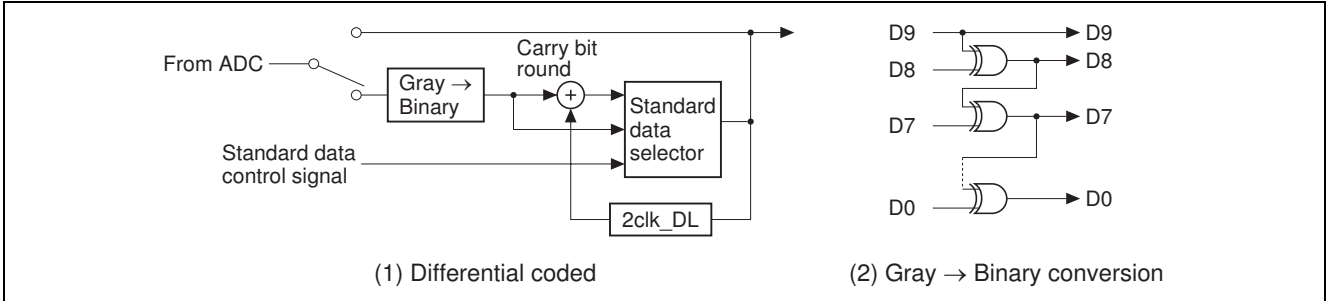 From ADC
Gray →
Binary
Carry bit
round
+
Standard
data
selector
Standard data
control signal
2clk_DL
(1) Differential coded
D9
D9
D8
D8
D7
D7
D0
D0
(2) Gray → Binary conversion